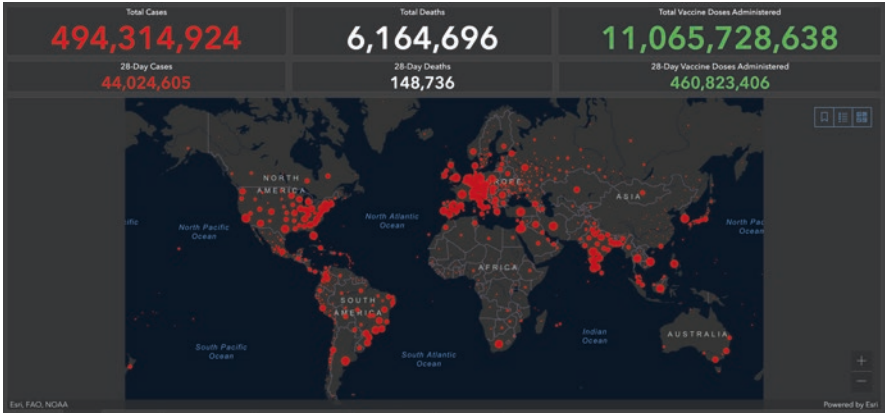 Total Cases
494,314,924
Total Deaths
6,164,696
Total Vaccine Doses Administered
11,065,728,638
28-Day Cases
44,024,605
28-Day Deaths
148,736
28-Day Vaccine Doses Administered
460,823,406
NORTH
AMERICA
ROPE
ASIA
North Atlantic
Ocean
North Pacific
Ocean
ific
North Pac
Ocean
AFRICA
SOUTH
AMERICA
Indian
Ocean
AUSTRALIA
South Pacific
Ocean
South Atlantic
Ocean
+
−
Esri, FAO, NOAA
Powered by Esri